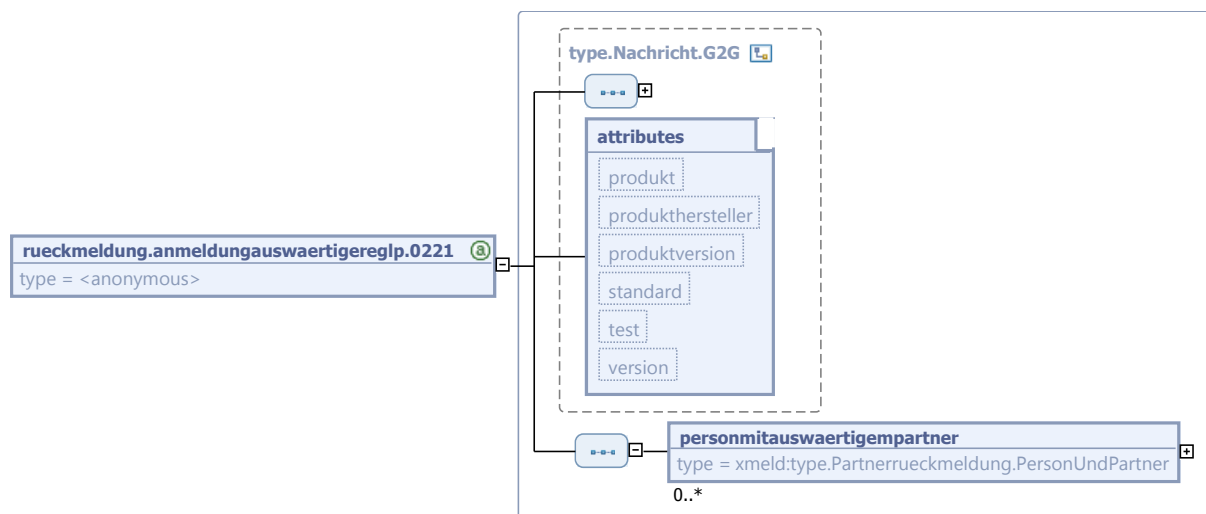 type.Nachricht.G2G
attributes
produkt
produkthersteller
produktversion
standard
test
version
rueckmeldung.anmeldungauswaertigereglp.0221 a
type = <anonymous>
personmitauswaertigempartner
type = xmeld:type.Partnerrueckmeldung.PersonUndPartner
0..*